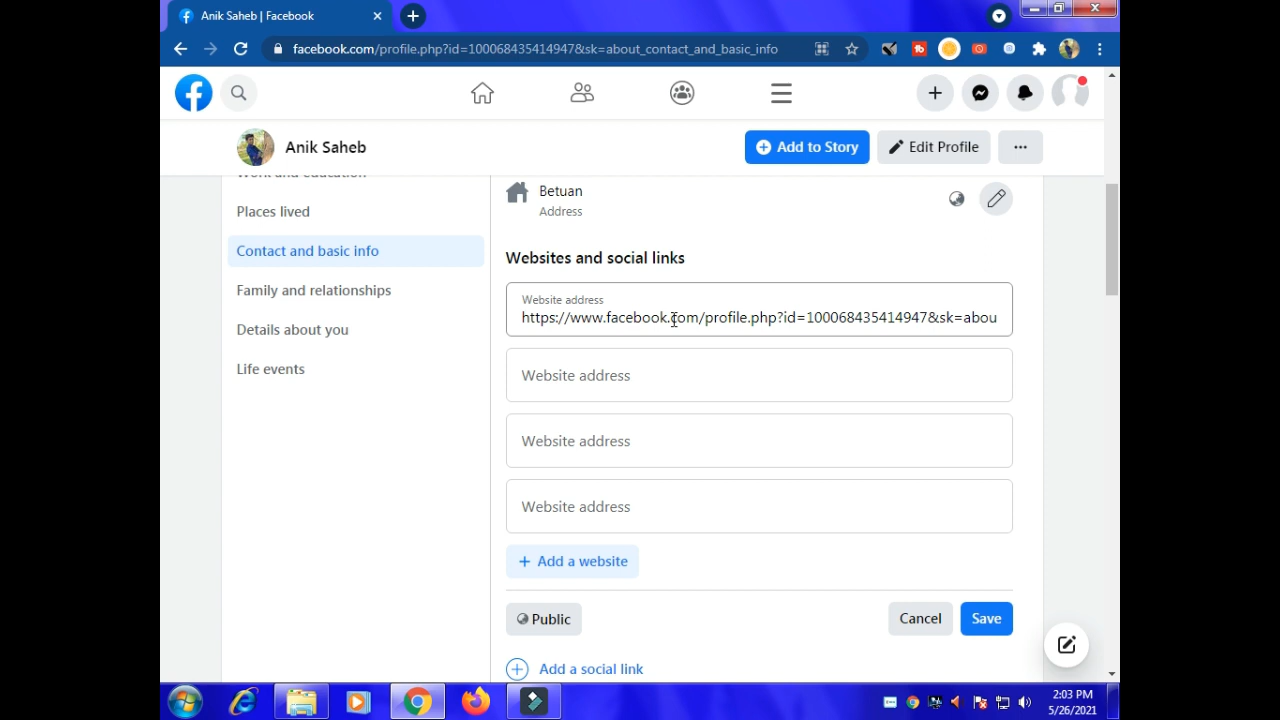 Anik Saheb | Facebook
facebook.com/profile.php?id=100068435414947&sk=about_contact_and_basic_info
Anik Saheb
Add to Story
Edit Profile
Work and education
Places lived
Contact and basic info
Family and relationships
Details about you
Life events
Betuan
Address
Websites and social links
Website address
https://www.facebook.com/profile.php?id=100068435414947&sk=abou
Website address
Website address
Website address
+ Add a website
Public
Cancel
Save
Add a social link
2:03 PM
5/26/2021